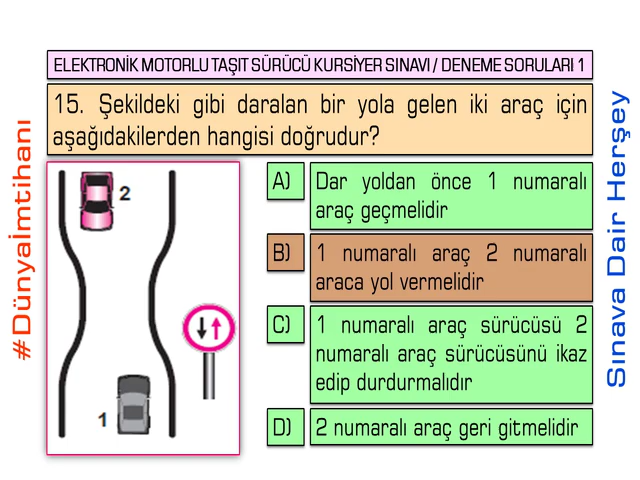 ELEKTRONİK MOTORLU TAŞIT SÜRÜCÜ KURSİYER SINAVI / DENEME SORULARI 1
15. Şekildeki gibi daralan bir yola gelen iki araç için
aşağıdakilerden hangisi doğrudur?
#Dünyaimtihanı
2
1
A) Dar yoldan önce 1 numaralı
araç geçmelidir
B) 1 numaralı araç 2 numaralı
araca yol vermelidir
C) 1 numaralı araç sürücüsü 2
numaralı araç sürücüsünü ikaz
edip durdurmalıdır
D) 2 numaralı araç geri gitmelidir
Sınava Dair Herşey